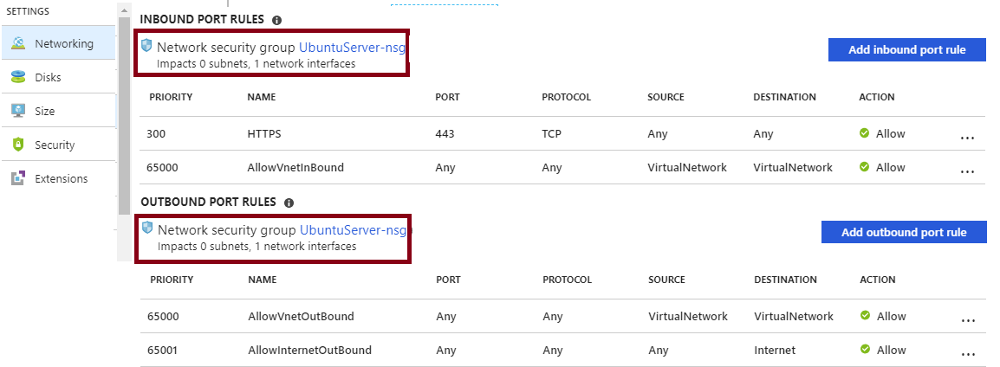 SETTINGS
Networking
Disks
Size
Security
Extensions
INBOUND PORT RULES
Network security group UbuntuServer-nsg
Impacts 0 subnets, 1 network interfaces
Add inbound port rule
PRIORITY NAME PORT PROTOCOL SOURCE DESTINATION ACTION
300 HTTPS 443 TCP Any Any Allow ...
65000 AllowVnetInBound Any Any VirtualNetwork VirtualNetwork Allow ...
OUTBOUND PORT RULES
Network security group UbuntuServer-nsg
Impacts 0 subnets, 1 network interfaces
Add outbound port rule
PRIORITY NAME PORT PROTOCOL SOURCE DESTINATION ACTION
65000 AllowVnetOutBound Any Any VirtualNetwork VirtualNetwork Allow ...
65001 AllowInternetOutBound Any Any Any Internet Allow ...